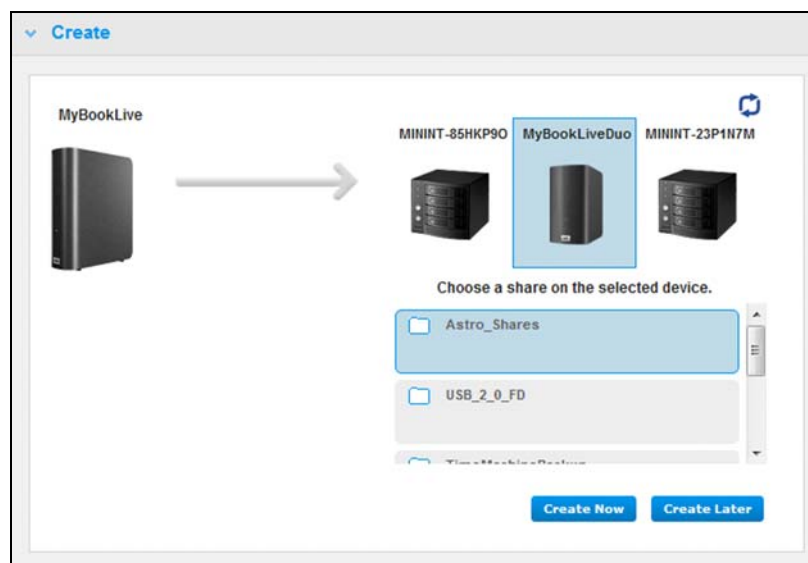 Create
MyBookLive
MININT-85HKP9O MyBookLiveDuo MININT-23P1N7M
Choose a share on the selected device.
Astro_Shares
USB_2_0_FD
TimeMachineBackup
Create Now Create Later